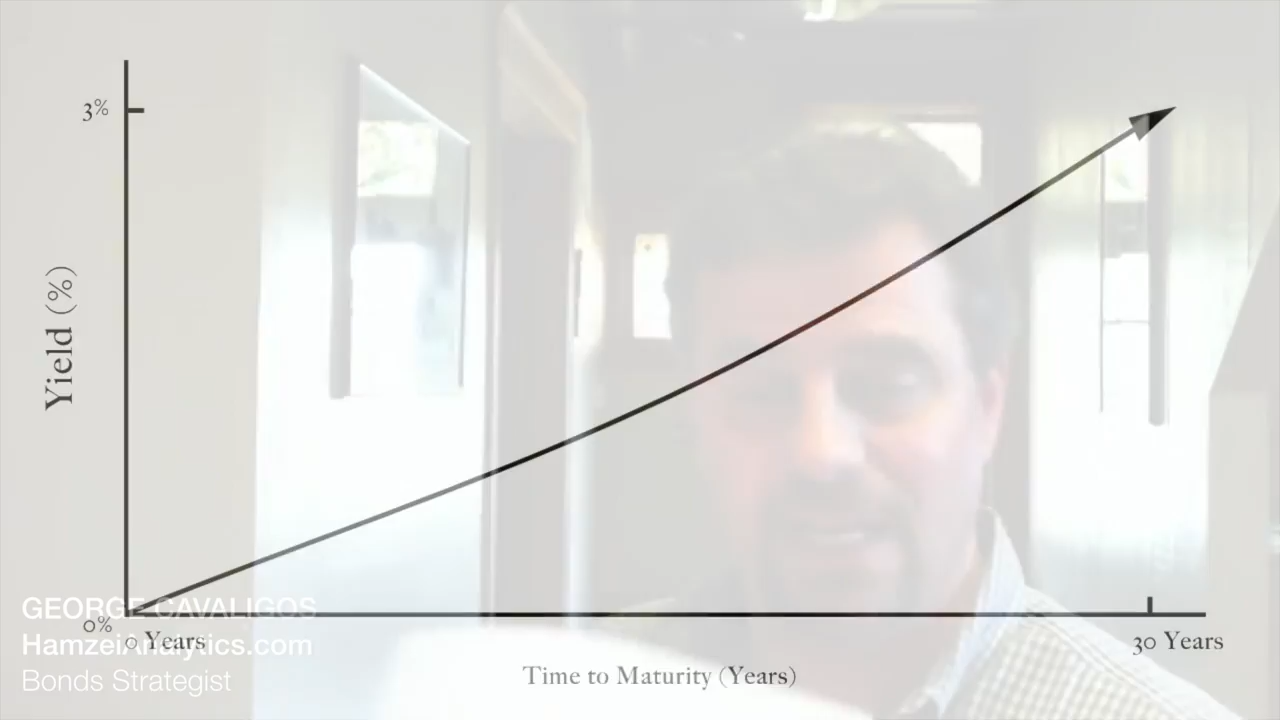 3%
Yield (%)
0%
0 Years
30 Years
Time to Maturity (Years)
GEORGE CAVALIGOS
HamzeiAnalytics.com
Bonds Strategist